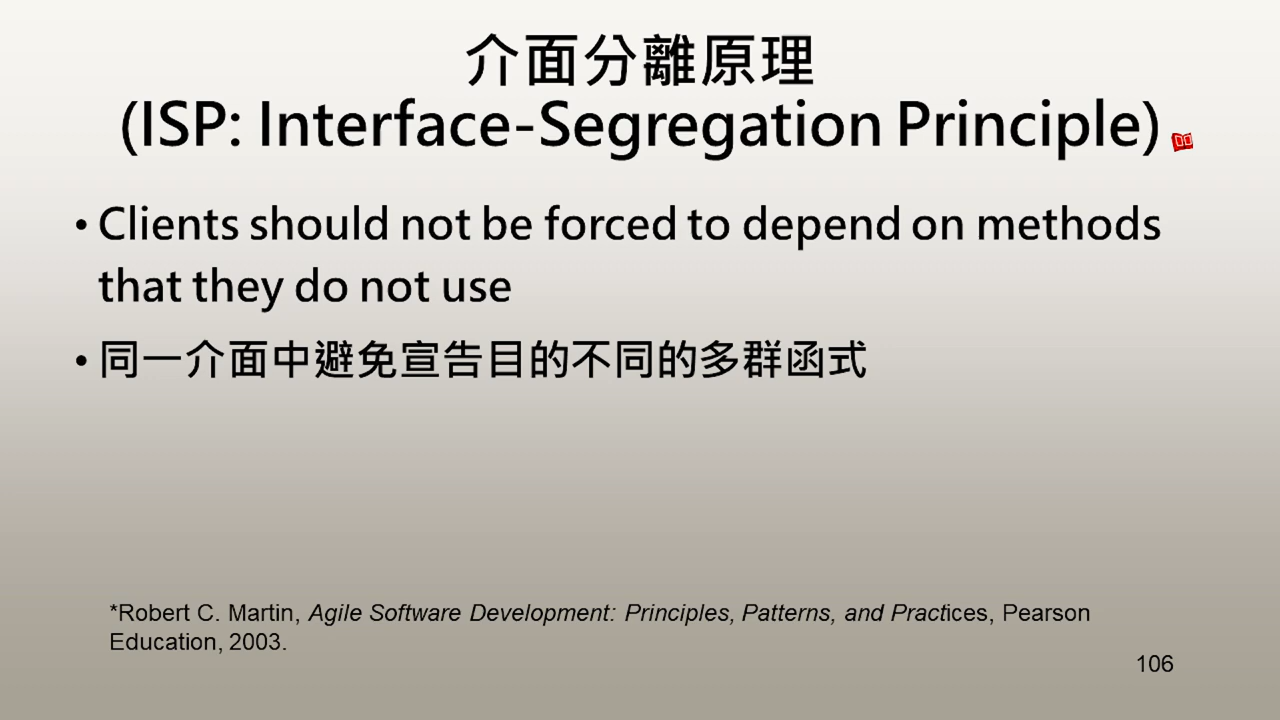 介面分離原理
(ISP: Interface-Segregation Principle)
• Clients should not be forced to depend on methods
that they do not use
• 同一介面中避免宣告目的不同的多群函式
*Robert C. Martin, Agile Software Development: Principles, Patterns, and Practices, Pearson
Education, 2003.
106